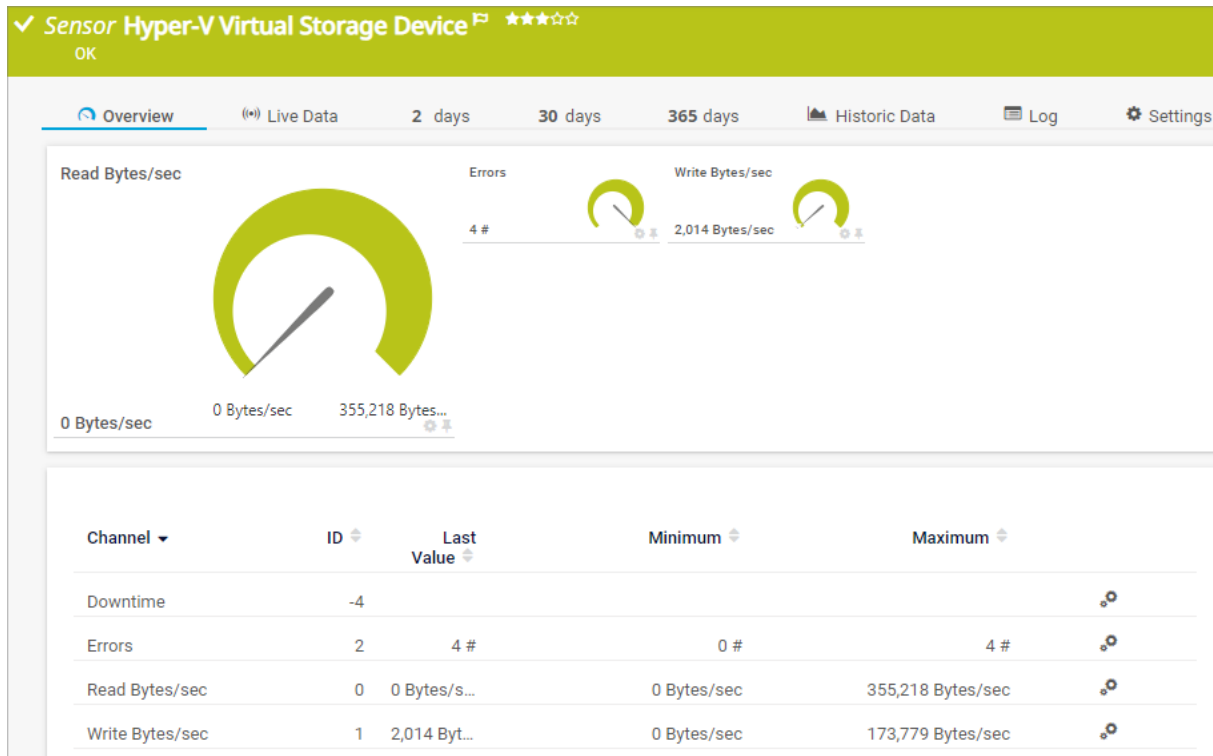 Sensor Hyper-V Virtual Storage Device
OK
Overview Live Data 2 days 30 days 365 days Historic Data Log Settings
Read Bytes/sec
0 Bytes/sec
0 Bytes/sec 355,218 Bytes...
Errors
4 #
Write Bytes/sec
2,014 Bytes/sec
Channel ID Last Value Minimum Maximum
Downtime -4
Errors 2 4 # 0 # 4 #
Read Bytes/sec 0 0 Bytes/s... 0 Bytes/sec 355,218 Bytes/sec
Write Bytes/sec 1 2,014 Byt... 0 Bytes/sec 173,779 Bytes/sec